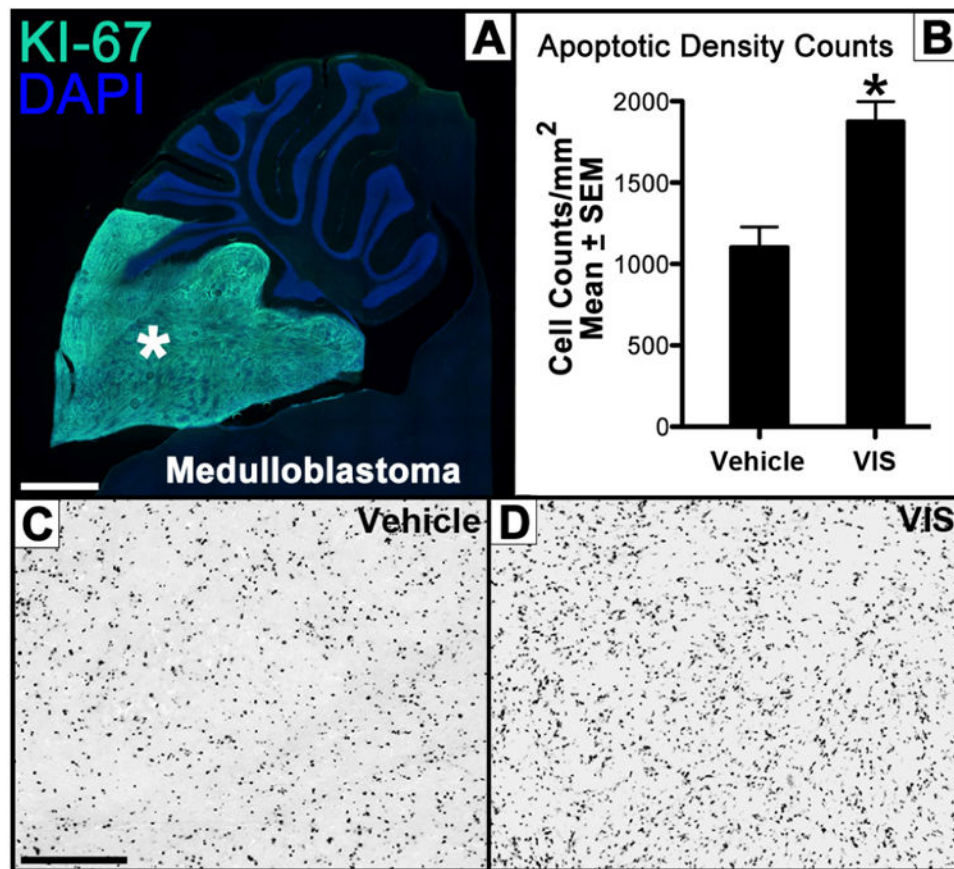 KI-67
DAPI
A
*
Medulloblastoma
B
Apoptotic Density Counts
Cell Counts/mm²
Mean ± SEM
2000
1500
1000
500
0
*
Vehicle
VIS
C
Vehicle
D
VIS